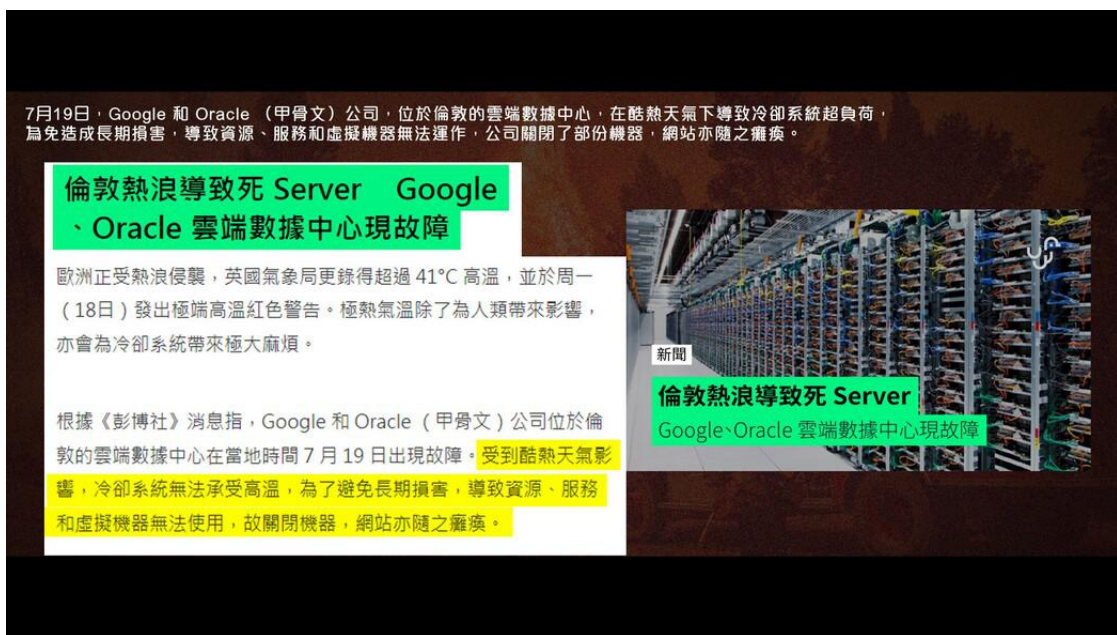 7月19日，Google 和 Oracle （甲骨文）公司，位於倫敦的雲端數據中心，在酷熱天氣下導致冷卻系統超負荷，
為免造成長期損害，導致資源、服務和虛擬機器無法運作，公司關閉了部份機器，網站亦隨之癱瘓。
倫敦熱浪導致死 Server Google
、Oracle 雲端數據中心現故障
歐洲正受熱浪侵襲，英國氣象局更錄得超過 41°C 高溫，並於周一
（18日）發出極端高溫紅色警告。極熱氣溫除了為人類帶來影響，
亦會為冷卻系統帶來極大麻煩。
根據《彭博社》消息指，Google 和 Oracle （甲骨文）公司位於倫
敦的雲端數據中心在當地時間 7 月 19 日出現故障。受到酷熱天氣影
響，冷卻系統無法承受高溫，為了避免長期損害，導致資源、服務
和虛擬機器無法使用，故關閉機器，網站亦隨之癱瘓。
新聞
倫敦熱浪導致死 Server
Google、Oracle 雲端數據中心現故障